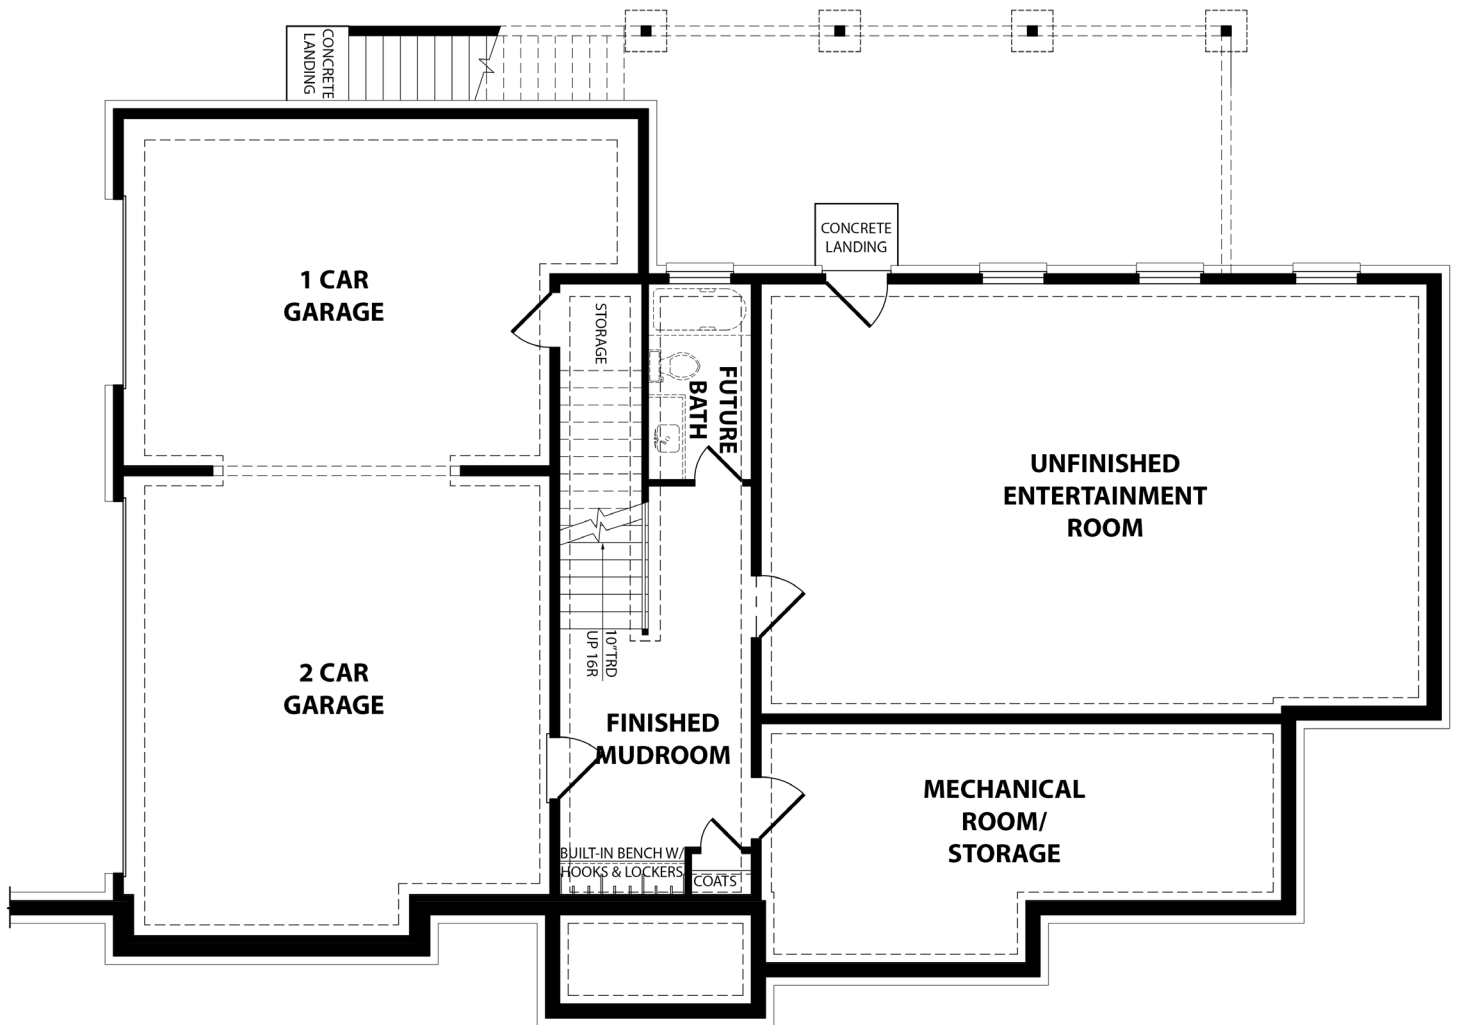 CONCRETE
LANDING
CONCRETE
LANDING
1 CAR
GARAGE
STORAGE
FUTURE
BATH
UNFINISHED
ENTERTAINMENT
ROOM
10"TRD
UP 16R
2 CAR
GARAGE
FINISHED
MUDROOM
MECHANICAL
ROOM/
STORAGE
BUILT-IN BENCH W/
HOOKS & LOCKERS
COATS